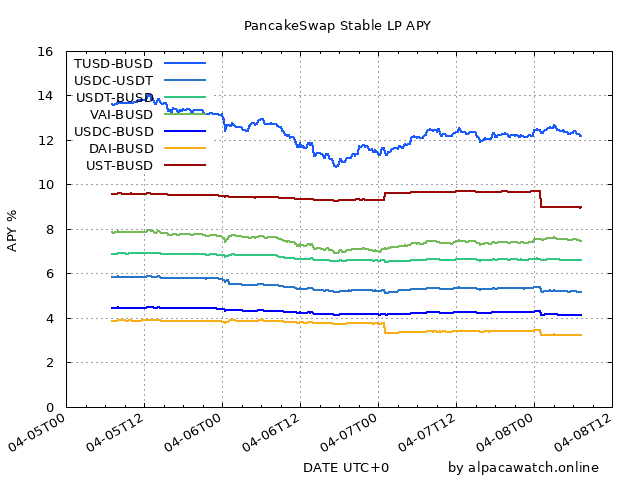 PancakeSwap Stable LP APY
16
14
12
10
8
6
4
2
0
APY %
TUSD-BUSD
USDC-USDT
USDT-BUSD
VAI-BUSD
USDC-BUSD
DAI-BUSD
UST-BUSD
04-05T00
04-05T12
04-06T00
04-06T12
04-07T00
04-07T12
04-08T00
04-08T12
DATE UTC+0
by alpacawatch.online